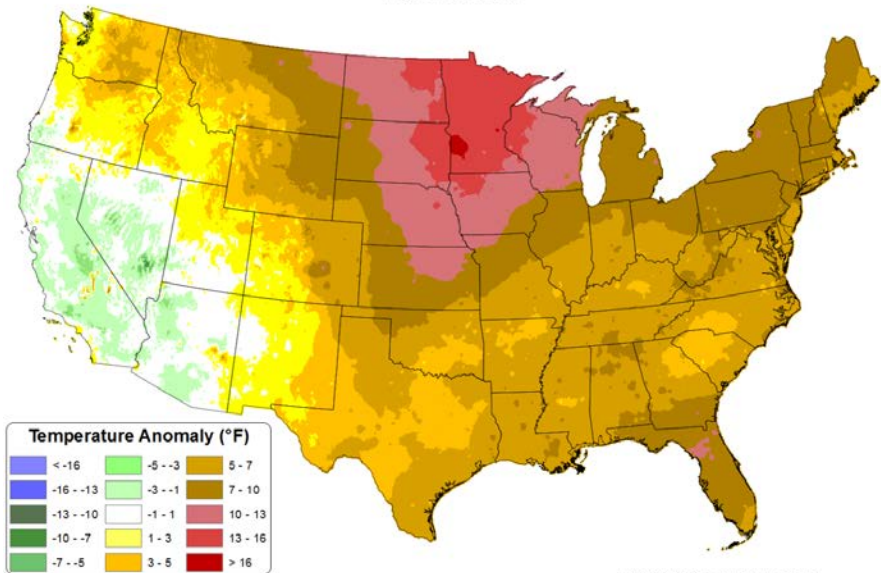 Temperature Anomaly (°F)
< -16 -5 - -3 5 - 7
-16 - -13 -3 - -1 7 - 10
-13 - -10 -1 - 1 10 - 13
-10 - -7 1 - 3 13 - 16
-7 - -5 3 - 5 > 16